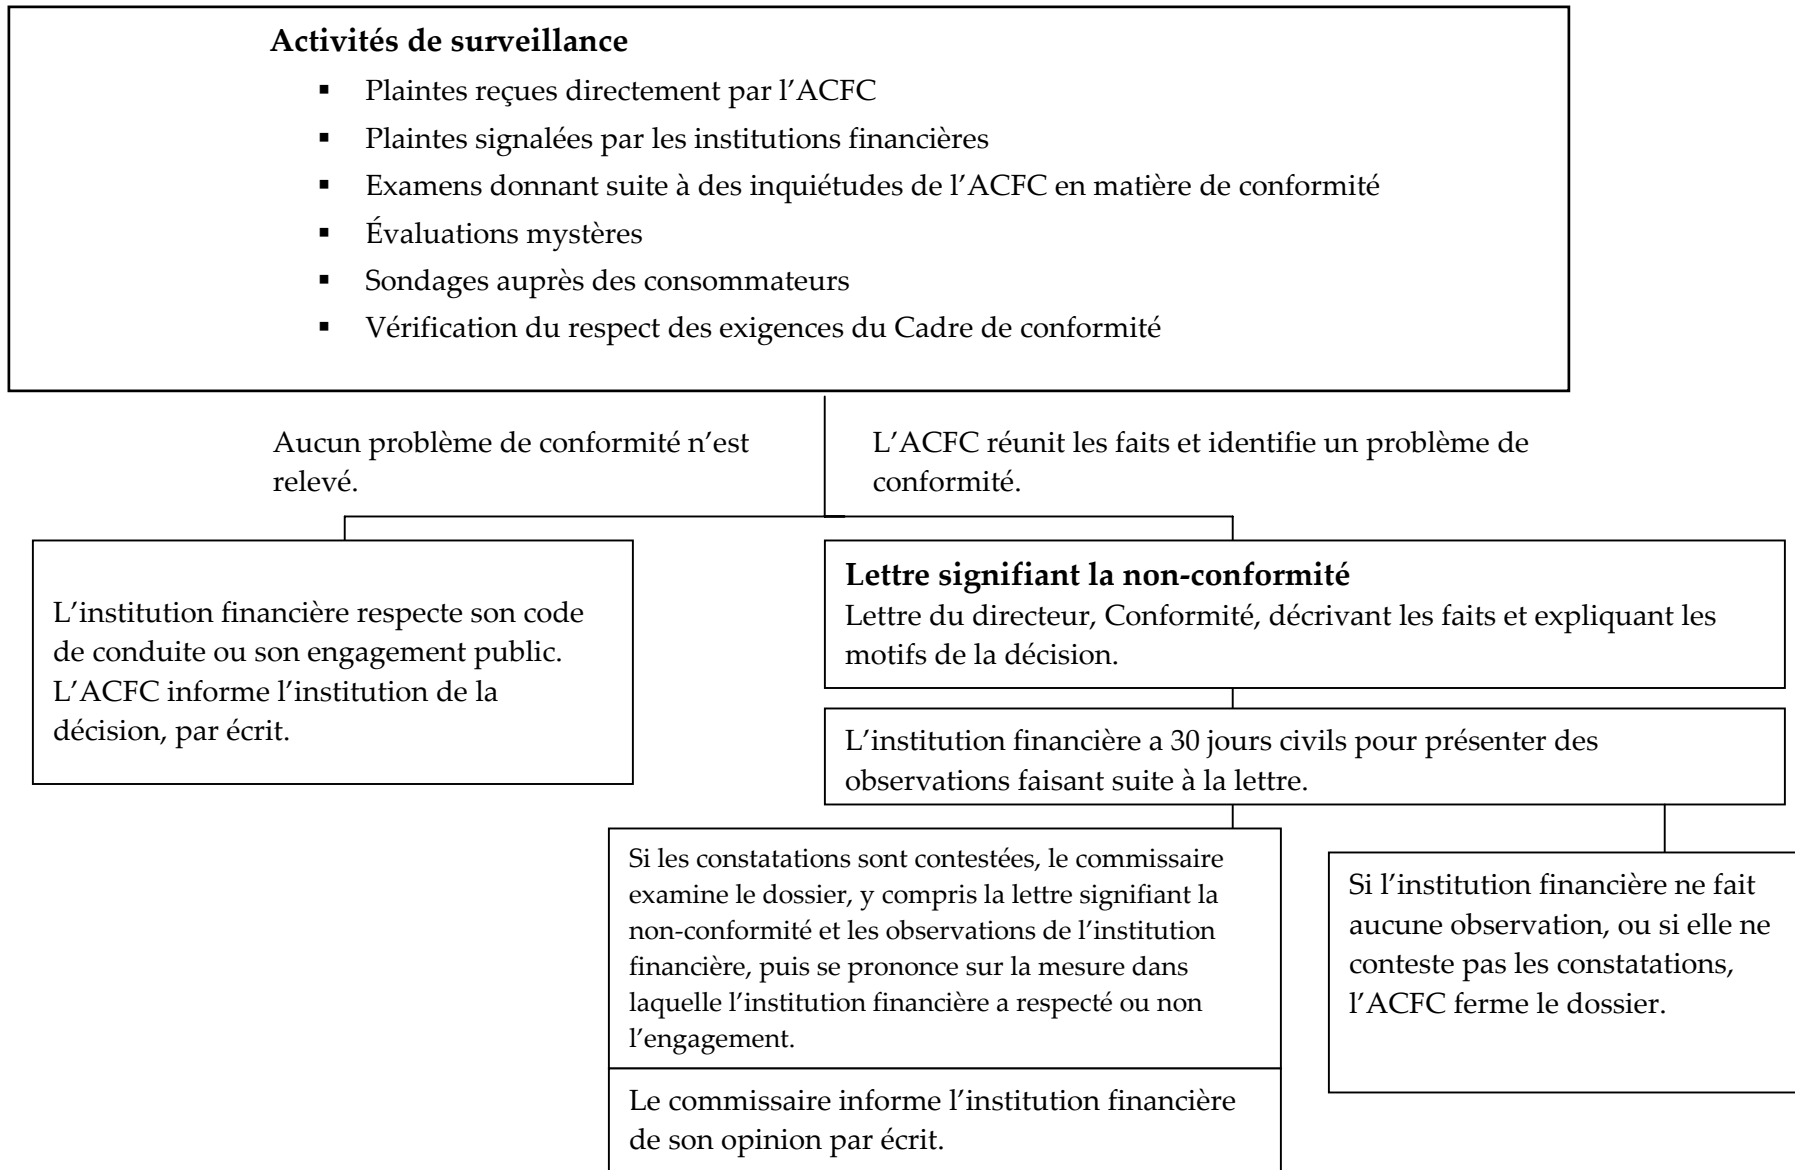 Activités de surveillance
▪ Plaintes reçues directement par l’ACFC
▪ Plaintes signalées par les institutions financières
▪ Examens donnant suite à des inquiétudes de l’ACFC en matière de conformité
▪ Évaluations mystères
▪ Sondages auprès des consommateurs
▪ Vérification du respect des exigences du Cadre de conformité
Aucun problème de conformité n’est
relevé.
L’ACFC réunit les faits et identifie un problème de
conformité.
L’institution financière respecte son code
de conduite ou son engagement public.
L’ACFC informe l’institution de la
décision, par écrit.
Lettre signifiant la non-conformité
Lettre du directeur, Conformité, décrivant les faits et expliquant les
motifs de la décision.
L’institution financière a 30 jours civils pour présenter des
observations faisant suite à la lettre.
Si les constatations sont contestées, le commissaire
examine le dossier, y compris la lettre signifiant la
non-conformité et les observations de l’institution
financière, puis se prononce sur la mesure dans
laquelle l’institution financière a respecté ou non
l’engagement.
Le commissaire informe l’institution financière
de son opinion par écrit.
Si l’institution financière ne fait
aucune observation, ou si elle ne
conteste pas les constatations,
l’ACFC ferme le dossier.